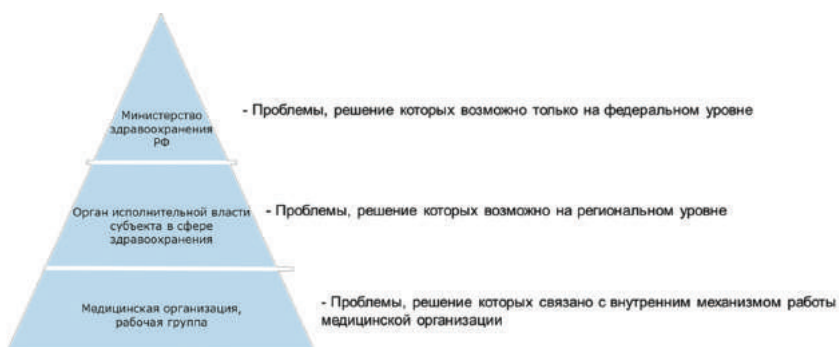 Министерство
здравоохранения
РФ
- Проблемы, решение которых возможно только на федеральном уровне
Орган исполнительной власти
субъекта в сфере
здравоохранения
- Проблемы, решение которых возможно на региональном уровне
Медицинская организация,
рабочая группа
- Проблемы, решение которых связано с внутренним механизмом работы
медицинской организации